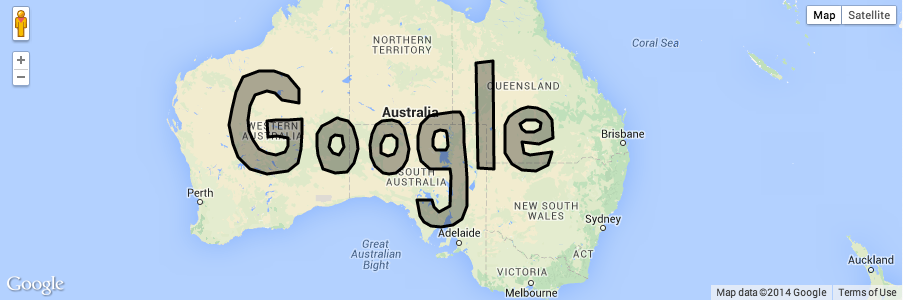 Map Satellite
NORTHERN
TERRITORY
Coral Sea
QUEENSLAND
Australia
Google
WESTERN
AUSTRALIA
Brisbane
SOUTH
AUSTRALIA
Perth
NEW SOUTH
WALES
Sydney
Adelaide
Great
Australian
Bight
ACT
Auckland
VICTORIA
Melbourne
Google
Map data ©2014 Google Terms of Use